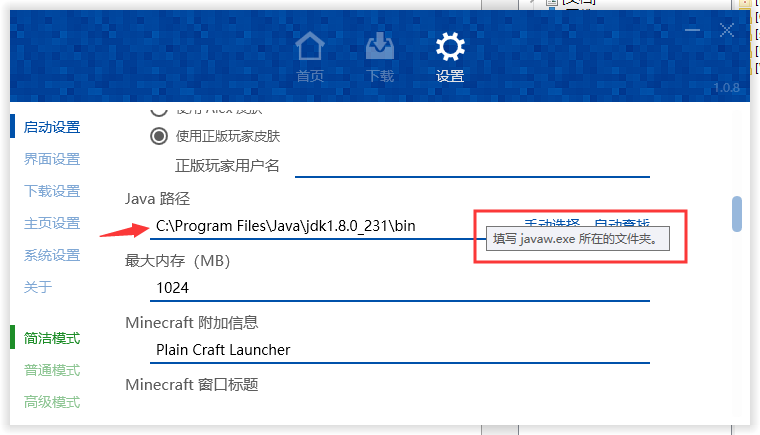 [文档]
首页
下载
设置
1.0.8
启动设置
界面设置
下载设置
主页设置
系统设置
关于
简洁模式
普通模式
高级模式
使用 Alex 皮肤
使用正版玩家皮肤
正版玩家用户名
Java 路径
C:\Program Files\Java\jdk1.8.0_231\bin
手动选择 自动查找
填写 javaw.exe 所在的文件夹。
最大内存（MB）
1024
Minecraft 附加信息
Plain Craft Launcher
Minecraft 窗口标题